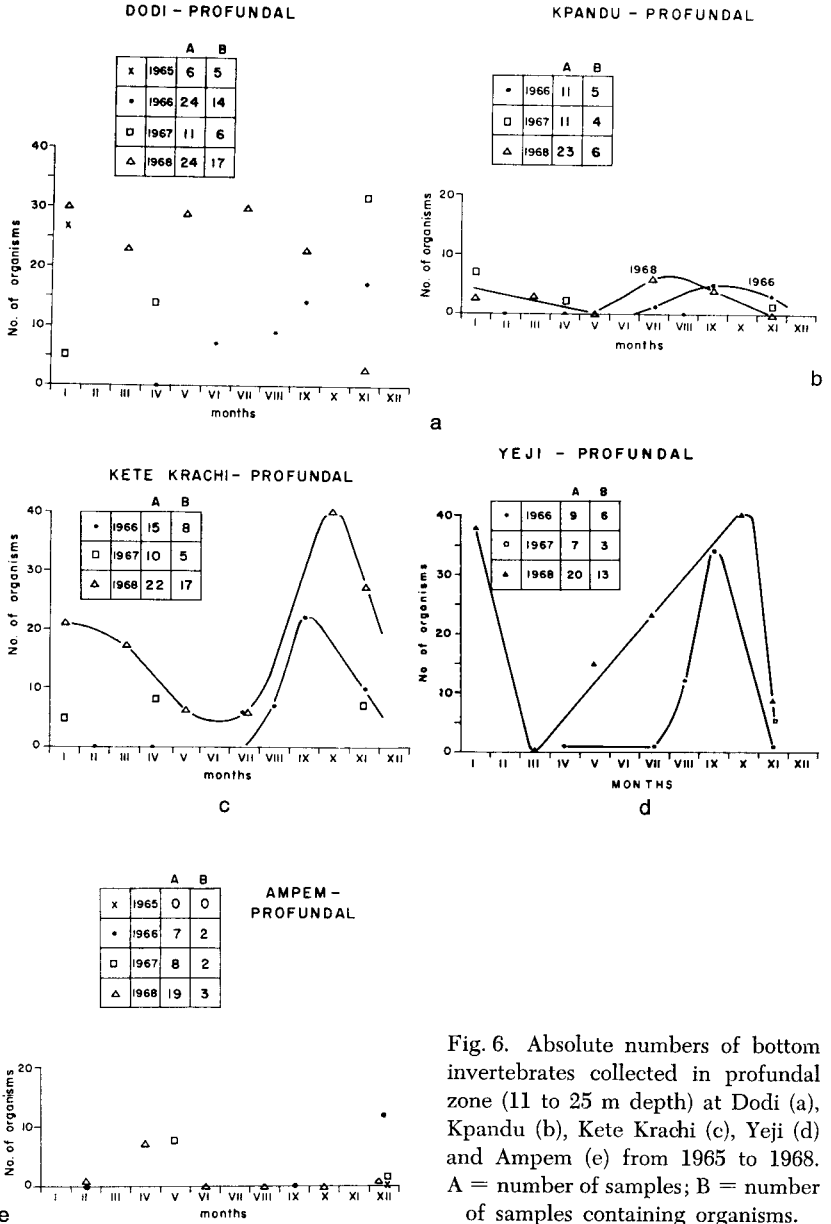 DODI - PROFUNDAL
A B
x 1965 6 5
• 1966 24 14
□ 1967 11 6
△ 1968 24 17
No. of organisms
40
30
20
10
0
I II III IV V VI VII VIII IX X XI XII
months
a
KPANDU - PROFUNDAL
A B
• 1966 11 5
□ 1967 11 4
△ 1968 23 6
No. of organisms
20
10
0
1968
1966
I II III IV V VI VII VIII IX X XI XII
months
b
KETE KRACHI - PROFUNDAL
A B
• 1966 15 8
□ 1967 10 5
△ 1968 22 17
No. of organisms
40
30
20
10
0
I II III IV V VI VII VIII IX X XI XII
months
c
YEJI - PROFUNDAL
A B
• 1966 9 6
□ 1967 7 3
▲ 1968 20 13
No of organisms
40
30
20
10
0
I II III IV V VI VII VIII IX X XI XII
MONTHS
d
AMPEM -
PROFUNDAL
A B
x 1965 0 0
• 1966 7 2
□ 1967 8 2
△ 1968 19 3
No. of organisms
20
10
0
I II III IV V VI VII VIII IX X XI XII
months
e
Fig. 6. Absolute numbers of bottom
invertebrates collected in profundal
zone (11 to 25 m depth) at Dodi (a),
Kpandu (b), Kete Krachi (c), Yeji (d)
and Ampem (e) from 1965 to 1968.
A = number of samples; B = number
of samples containing organisms.